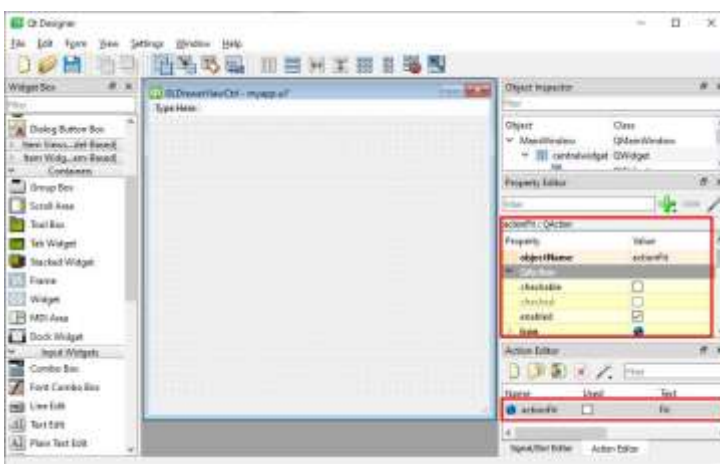 Qt Designer
File Edit Form View Settings Window Help
Widget Box
Filter
Dialog Button Box
Containers
Group Box
Scroll Area
Tool Box
Tab Widget
Stacked Widget
Frame
Widget
MDI Area
Dock Widget
Input Widgets
Combo Box
Font Combo Box
Line Edit
Text Edit
Plain Text Edit
myapp.ui*
Type Here
Object Inspector
Filter
Object Class
MainWindow QMainWindow
centralwidget QWidget
Property Editor
Filter
actionFit : QAction
Property Value
objectName actionFit
QAction
checkable
checked
enabled
icon
Action Editor
Filter
Name Used Text
actionFit Fit
Signal/Slot Editor Action Editor